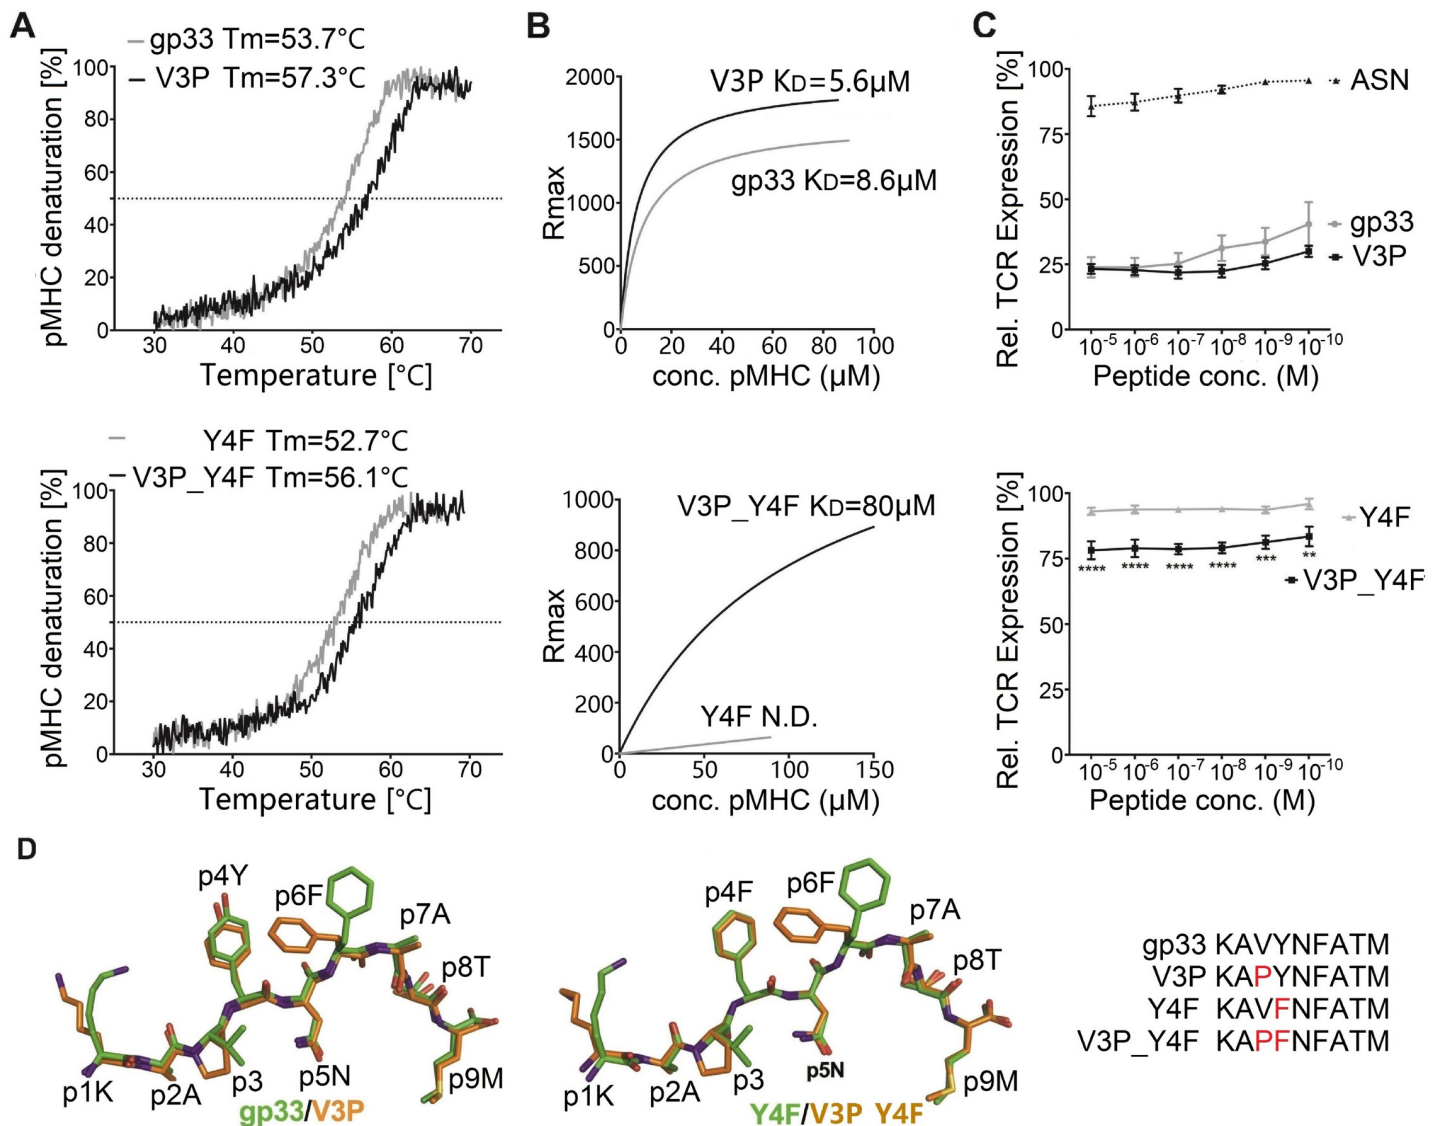 A
gp33 Tm=53.7°C
V3P Tm=57.3°C
pMHC denaturation [%]
100
80
60
40
20
0
30 40 50 60 70
Temperature [°C]
B
V3P KD=5.6µM
gp33 KD=8.6µM
Rmax
2000
1500
1000
500
0
0 20 40 60 80 100
conc. pMHC (µM)
C
ASN
gp33
V3P
Rel. TCR Expression [%]
100
75
50
25
0
10-5 10-6 10-7 10-8 10-9 10-10
Peptide conc. (M)
Y4F Tm=52.7°C
V3P_Y4F Tm=56.1°C
pMHC denaturation [%]
100
80
60
40
20
0
30 40 50 60 70
Temperature [°C]
V3P_Y4F KD=80µM
Y4F N.D.
Rmax
1000
800
600
400
200
0
0 50 100 150
conc. pMHC (µM)
Y4F
V3P_Y4F
**** **** **** **** *** **
Rel. TCR Expression [%]
100
75
50
25
0
10-5 10-6 10-7 10-8 10-9 10-10
Peptide conc. (M)
D
p4Y
p6F
p7A
p8T
p1K
p2A
p3
p5N
p9M
gp33/V3P
p4F
p6F
p7A
p8T
p1K
p2A
p3
p5N
p9M
Y4F/V3P Y4F
gp33 KAVYNFATM
V3P KAPYNFATM
Y4F KAVFNFATM
V3P_Y4F KAPFNFATM